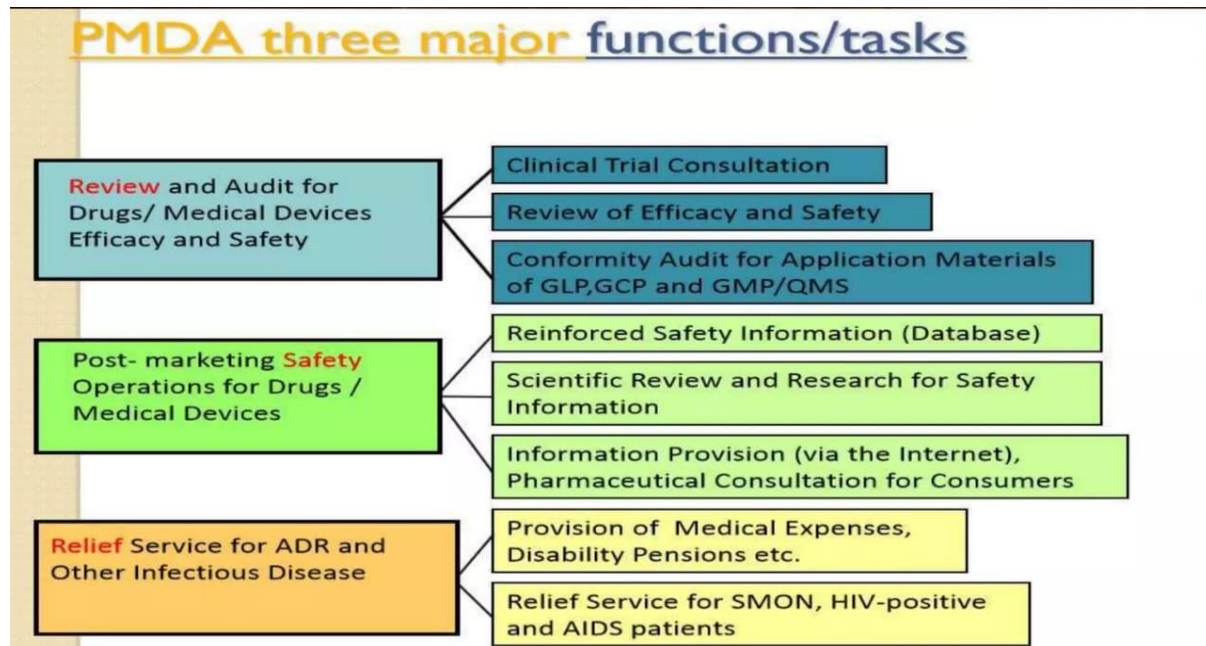 PMDA three major functions/tasks
Review and Audit for
Drugs/ Medical Devices
Efficacy and Safety
Clinical Trial Consultation
Review of Efficacy and Safety
Conformity Audit for Application Materials
of GLP,GCP and GMP/QMS
Post- marketing Safety
Operations for Drugs /
Medical Devices
Reinforced Safety Information (Database)
Scientific Review and Research for Safety
Information
Information Provision (via the Internet),
Pharmaceutical Consultation for Consumers
Relief Service for ADR and
Other Infectious Disease
Provision of Medical Expenses,
Disability Pensions etc.
Relief Service for SMON, HIV-positive
and AIDS patients